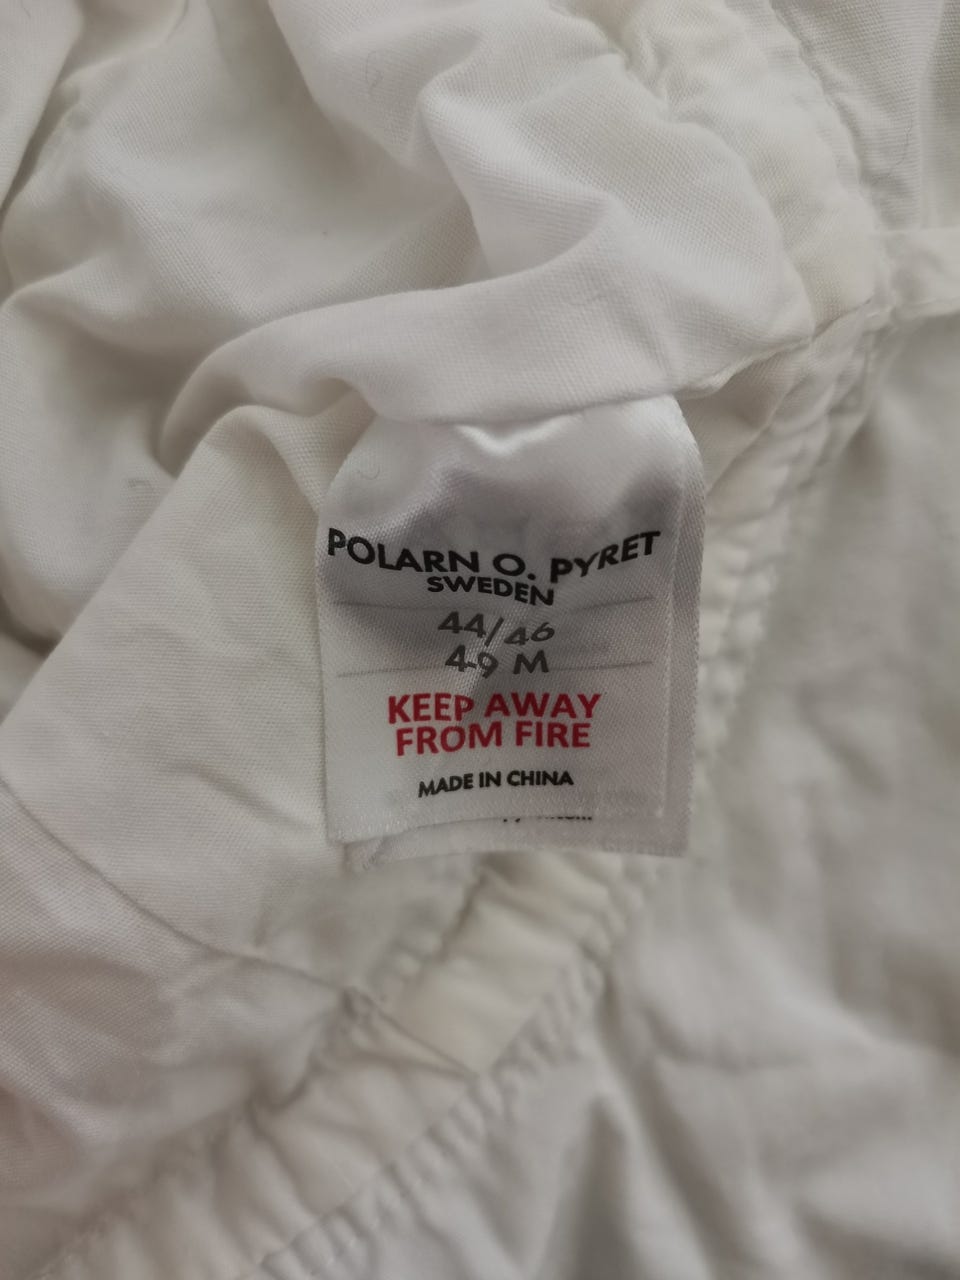 POLARN O. PYRET
SWEDEN
44/46
4-9 M
KEEP AWAY
FROM FIRE
MADE IN CHINA